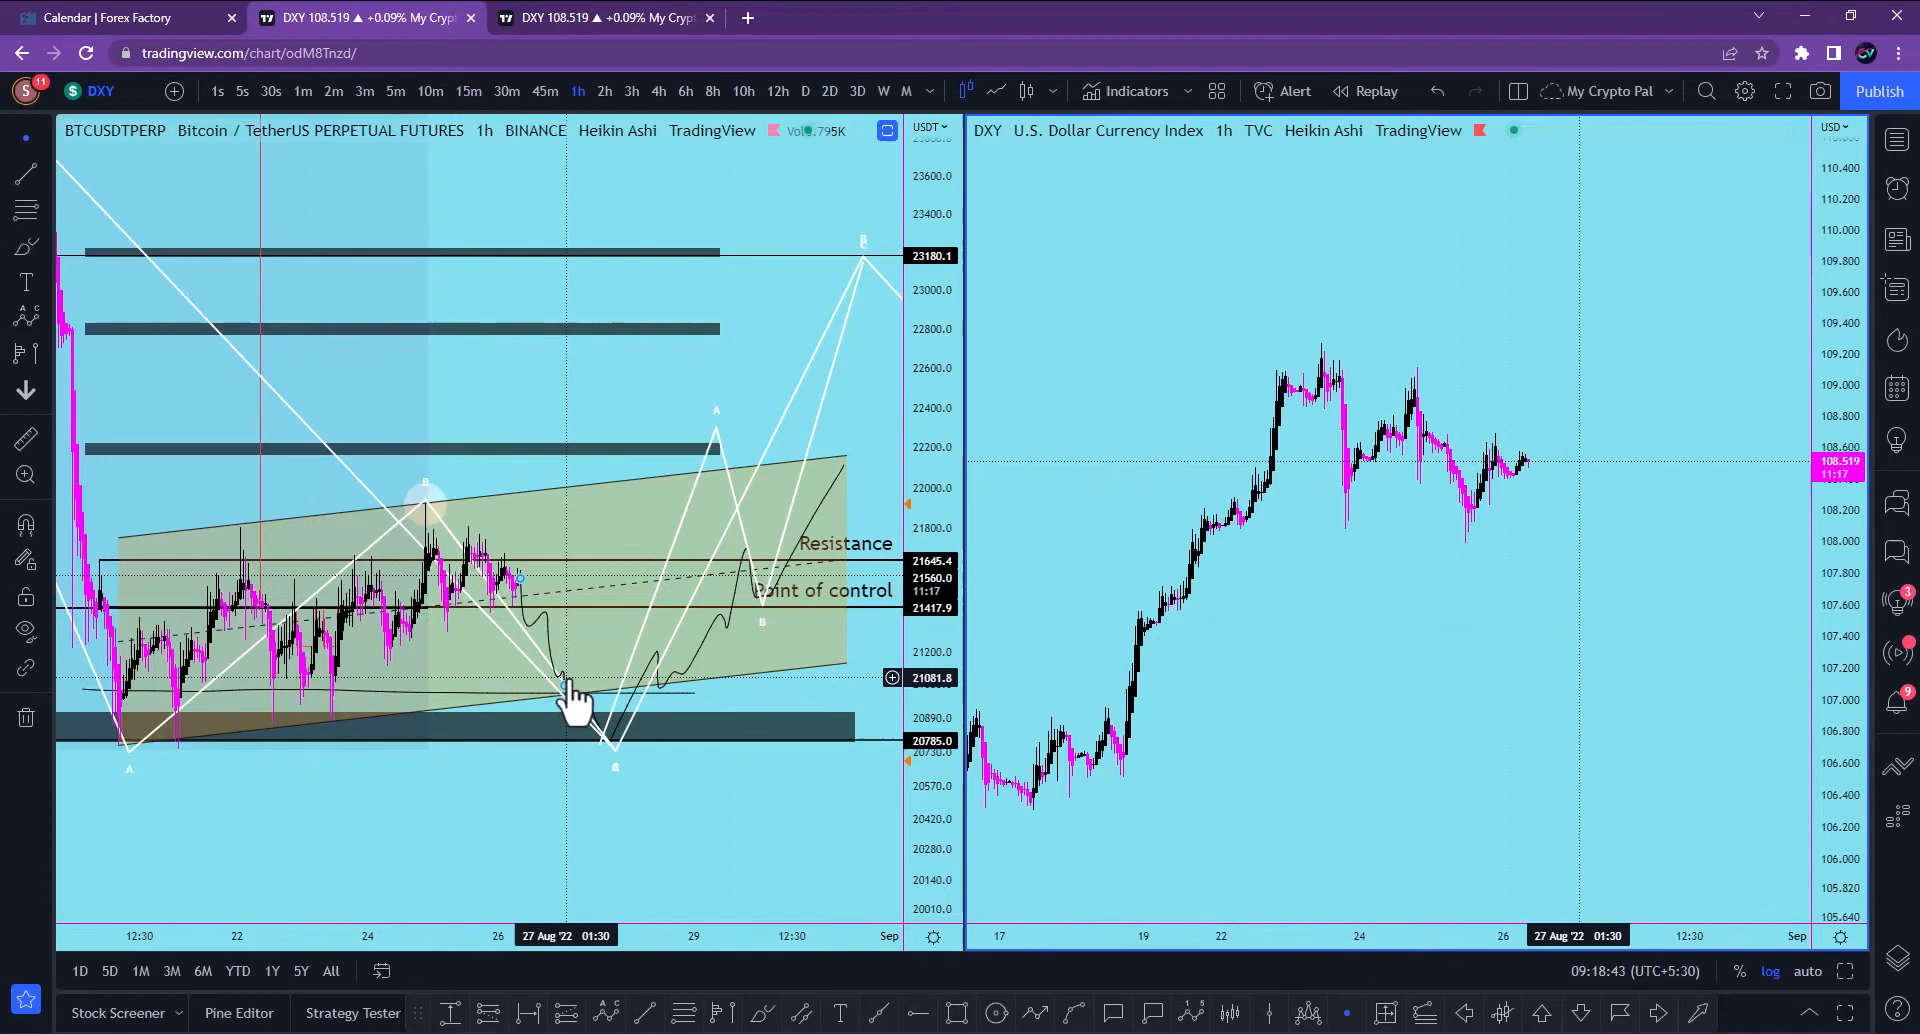 Calendar | Forex Factory
DXY 108.519 ▲ +0.09% My Crypt
DXY 108.519 ▲ +0.09% My Cryp
tradingview.com/chart/odM8Tnzd/
S 11 DXY 1s 5s 30s 1m 2m 3m 5m 10m 15m 30m 45m 1h 2h 3h 4h 6h 8h 10h 12h D 2D 3D W M Indicators Alert Replay My Crypto Pal Publish
BTCUSDTPERP Bitcoin / TetherUS PERPETUAL FUTURES 1h BINANCE Heikin Ashi TradingView
USDT
23600.0
23400.0
23180.1
23000.0
22800.0
22600.0
22400.0
22200.0
22000.0
21800.0
21645.4
21560.0
11:17
21417.9
21200.0
21081.8
20890.0
20785.0
20730.0
20570.0
20420.0
20280.0
20140.0
20010.0
A
B
A
B
Resistance
Point of control
12:30 22 24 26 27 Aug '22 01:30 29 12:30 Sep
DXY U.S. Dollar Currency Index 1h TVC Heikin Ashi TradingView
USD
110.400
110.200
110.000
109.800
109.600
109.400
109.200
109.000
108.800
108.600
108.519
11:17
108.200
108.000
107.800
107.600
107.400
107.200
107.000
106.800
106.600
106.400
106.200
106.000
105.820
105.640
17 19 22 24 26 27 Aug '22 01:30 12:30 Sep
3
9
1D 5D 1M 3M 6M YTD 1Y 5Y All
09:18:43 (UTC+5:30) % log auto
Stock Screener Pine Editor Strategy Tester